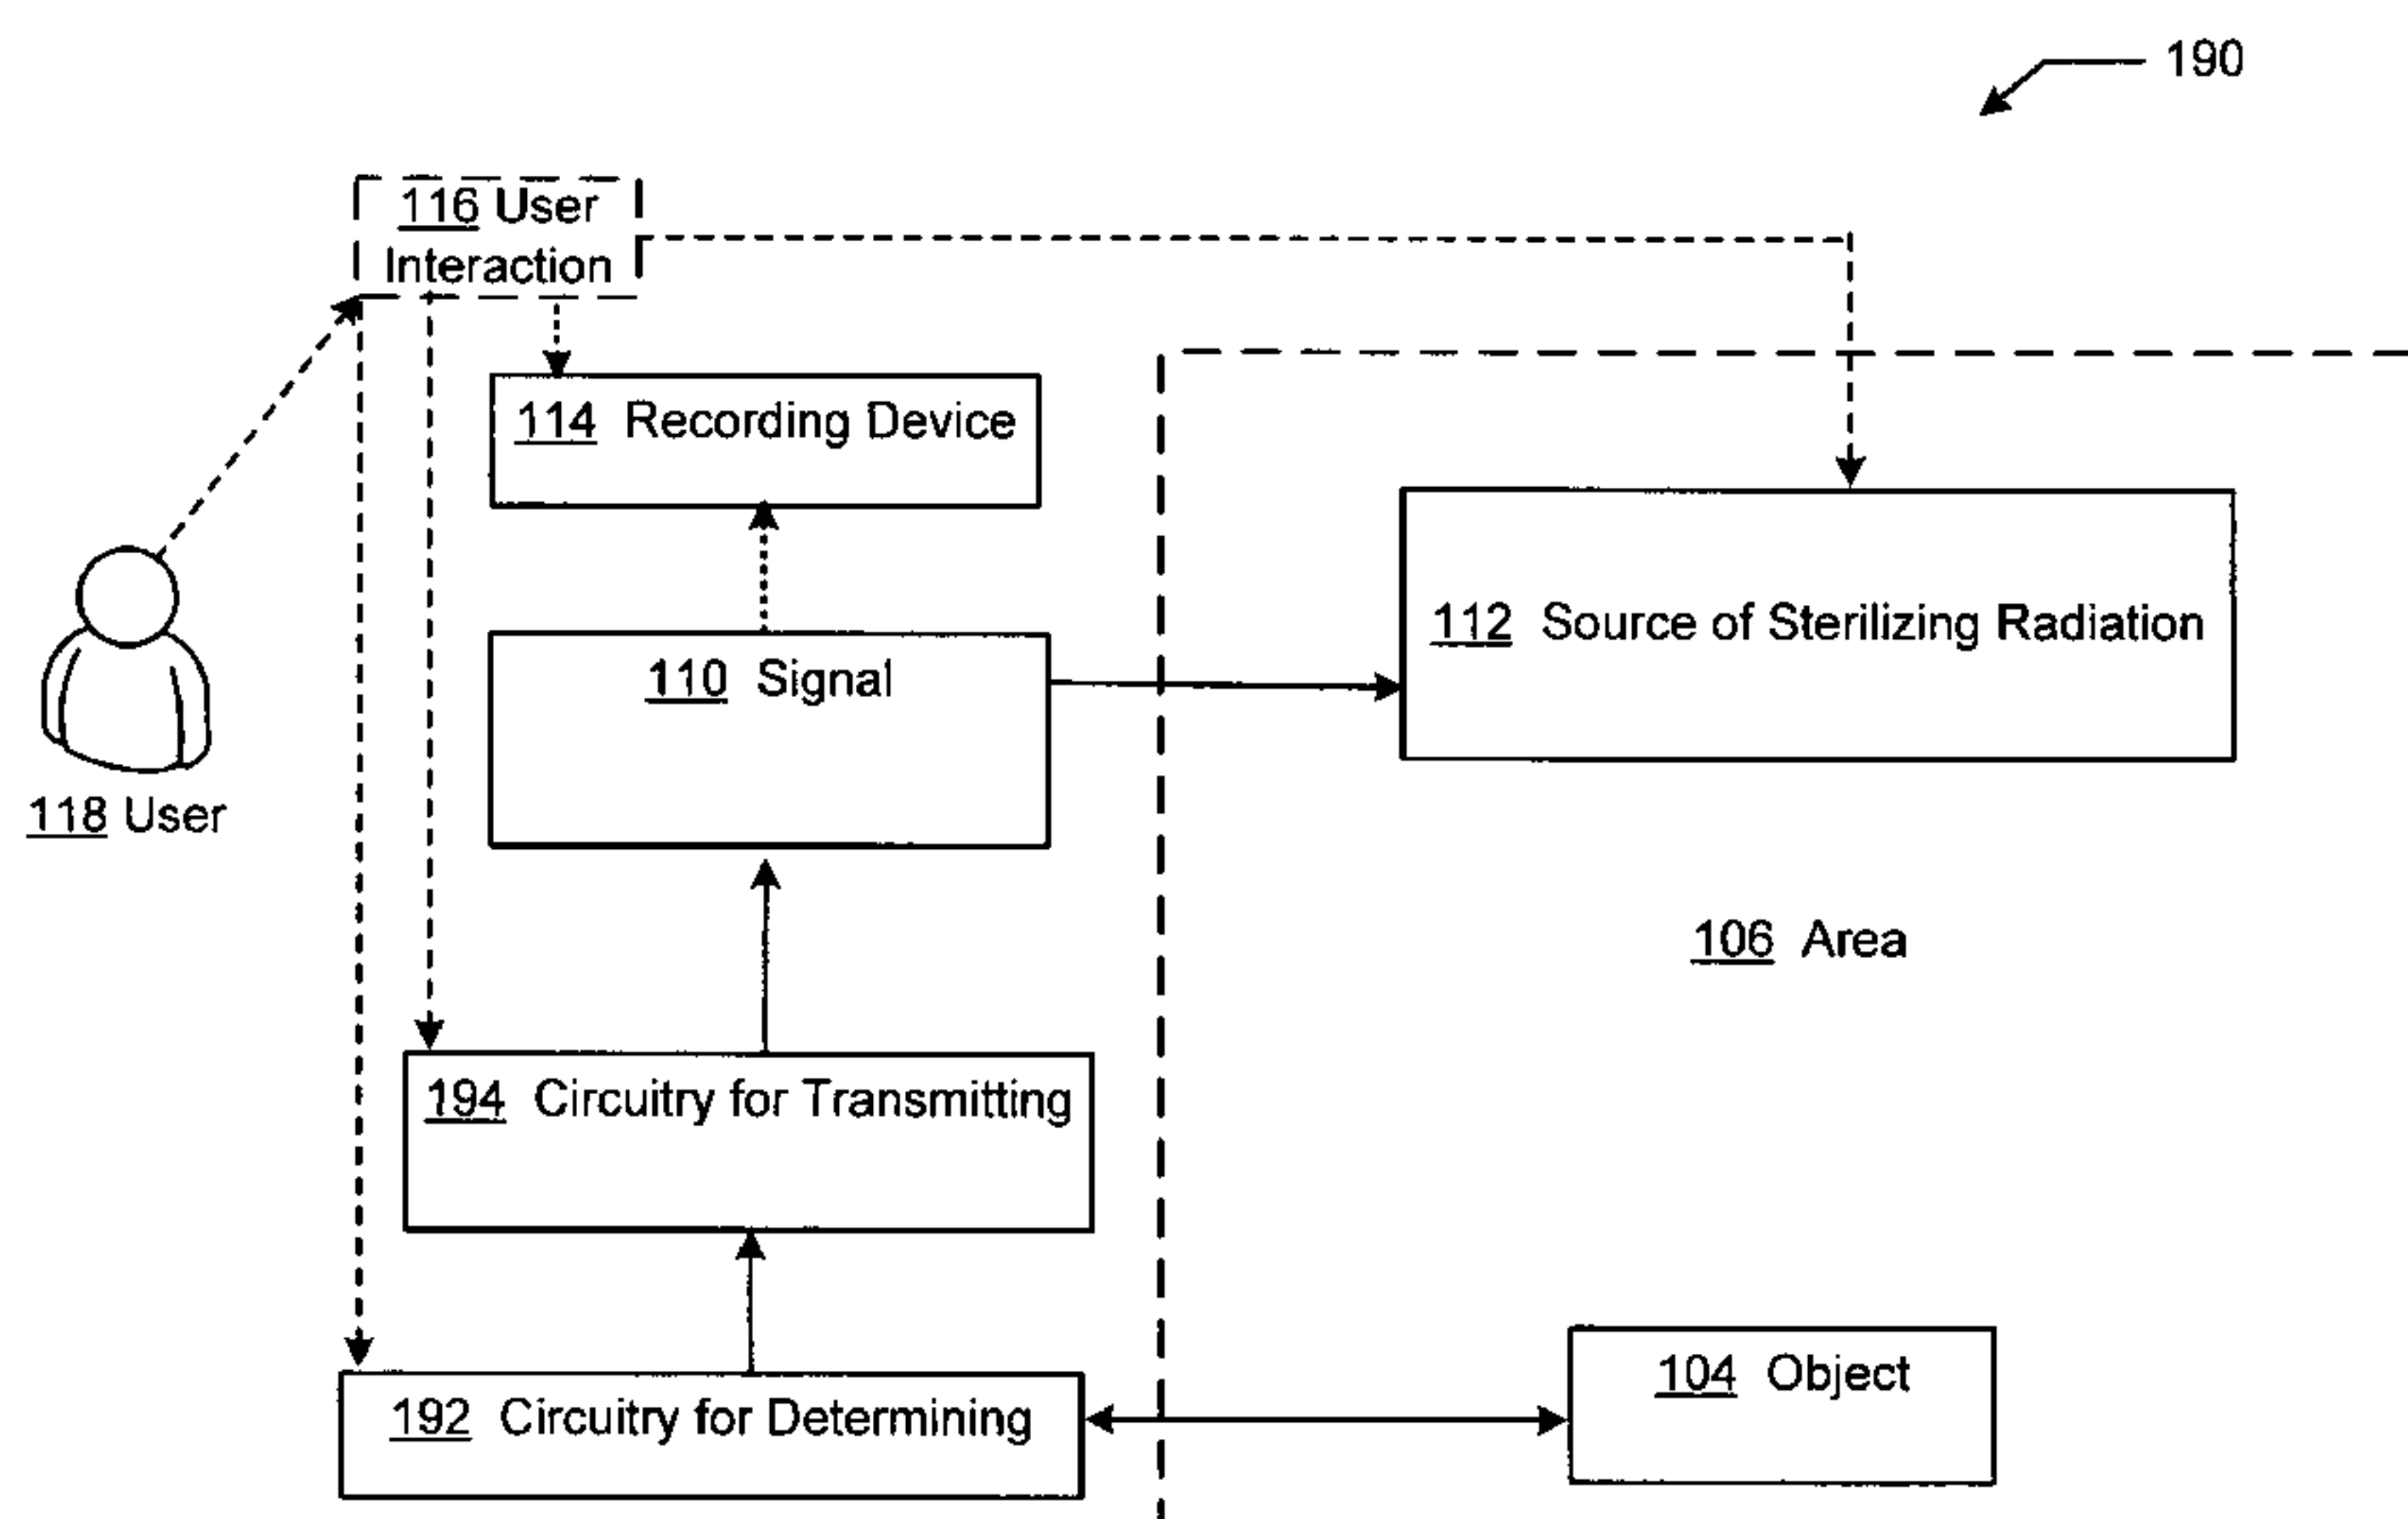 190
116 User
Interaction
114 Recording Device
110 Signal
112 Source of Sterilizing Radiation
118 User
106 Area
194 Circuitry for Transmitting
104 Object
192 Circuitry for Determining